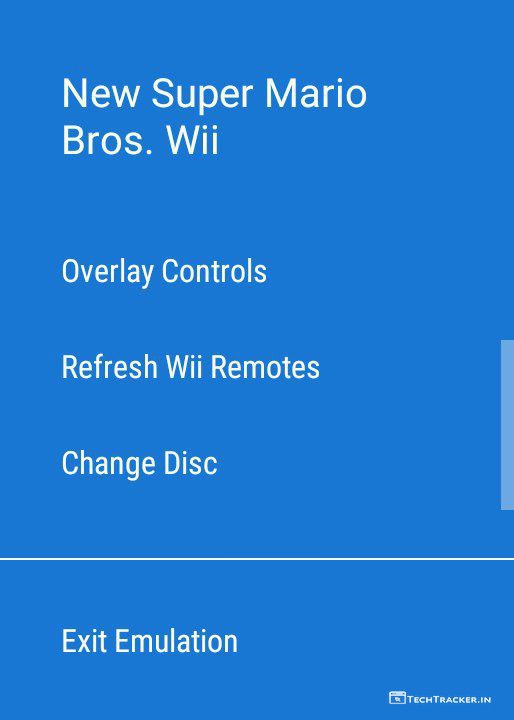 New Super Mario
Bros. Wii
Overlay Controls
Refresh Wii Remotes
Change Disc
Exit Emulation
TECHTRACKER.IN